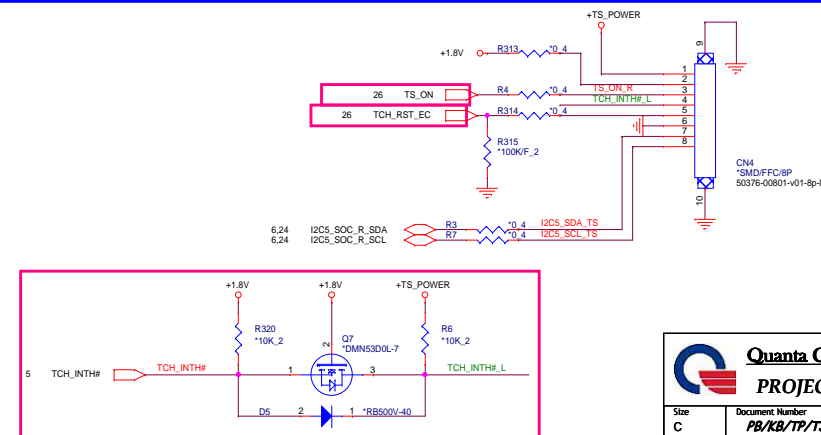 +TS_POWER
9
+1.8V
R313
*0_4
1
2
26 TS_ON
R4
*0_4
TS_ON_R
3
TCH_INTH#_L
4
26 TCH_RST_EC
R314
*0_4
5
6
7
8
R315
*100K/F_2
CN4
*SMD/FFC/8P
10
6,24 I2C5_SOC_R_SDA
R3
*0_4
I2C5_SDA_TS
6,24 I2C5_SOC_R_SCL
R7
*0_4
I2C5_SCL_TS
+1.8V
+1.8V
+TS_POWER
R320
*10K_2
2
Q7
*DMN53D0L-7
R6
*10K_2
5 TCH_INTH#
TCH_INTH#
1
3
TCH_INTH#_L
D5
2
1
*RB500V-40
Quanta
PROJEC
Size
Document Number
C
PB/KB/TP/TS